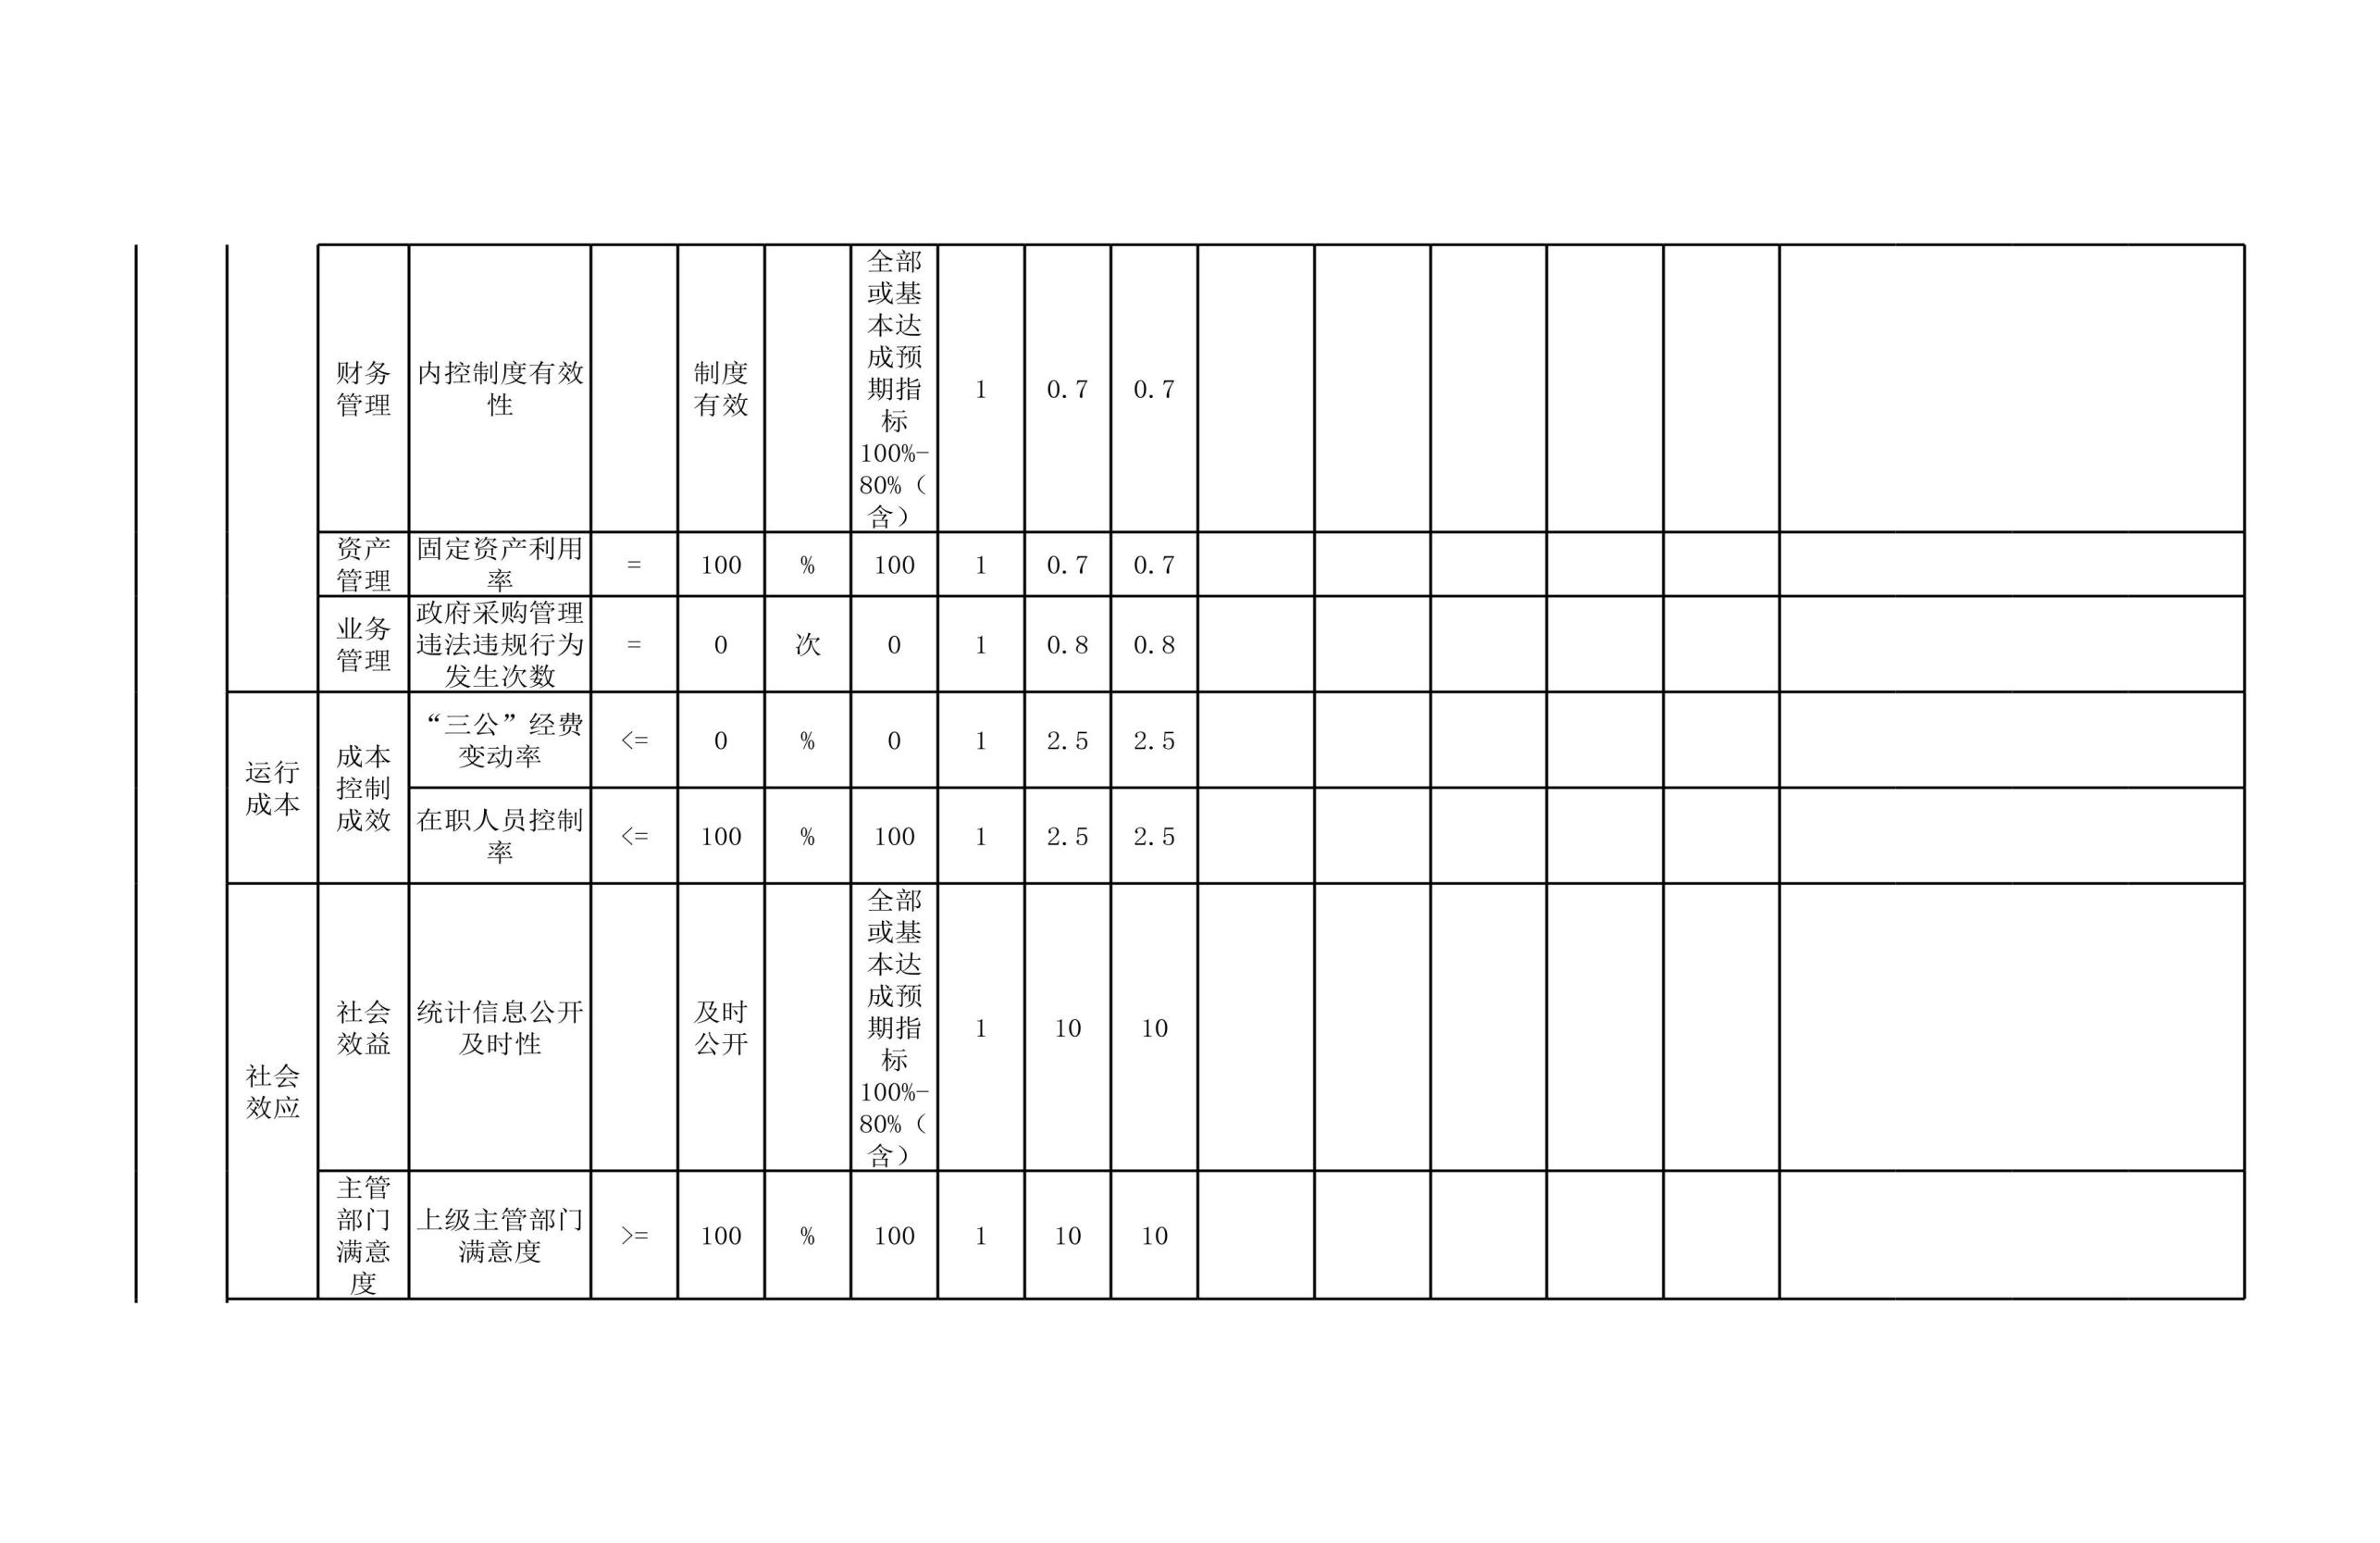 财务
管理
内控制度有效
性
制度
有效
全部
或基
本达
成预
期指
标
100%-
80%（
含）
1
0.7
0.7
资产
管理
固定资产利用
率
=
100
%
100
1
0.7
0.7
业务
管理
政府采购管理
违法违规行为
发生次数
=
0
次
0
1
0.8
0.8
运行
成本
成本
控制
成效
“三公”经费
变动率
<=
0
%
0
1
2.5
2.5
在职人员控制
率
<=
100
%
100
1
2.5
2.5
社会
效应
社会
效益
统计信息公开
及时性
及时
公开
全部
或基
本达
成预
期指
标
100%-
80%（
含）
1
10
10
主管
部门
满意
度
上级主管部门
满意度
>=
100
%
100
1
10
10